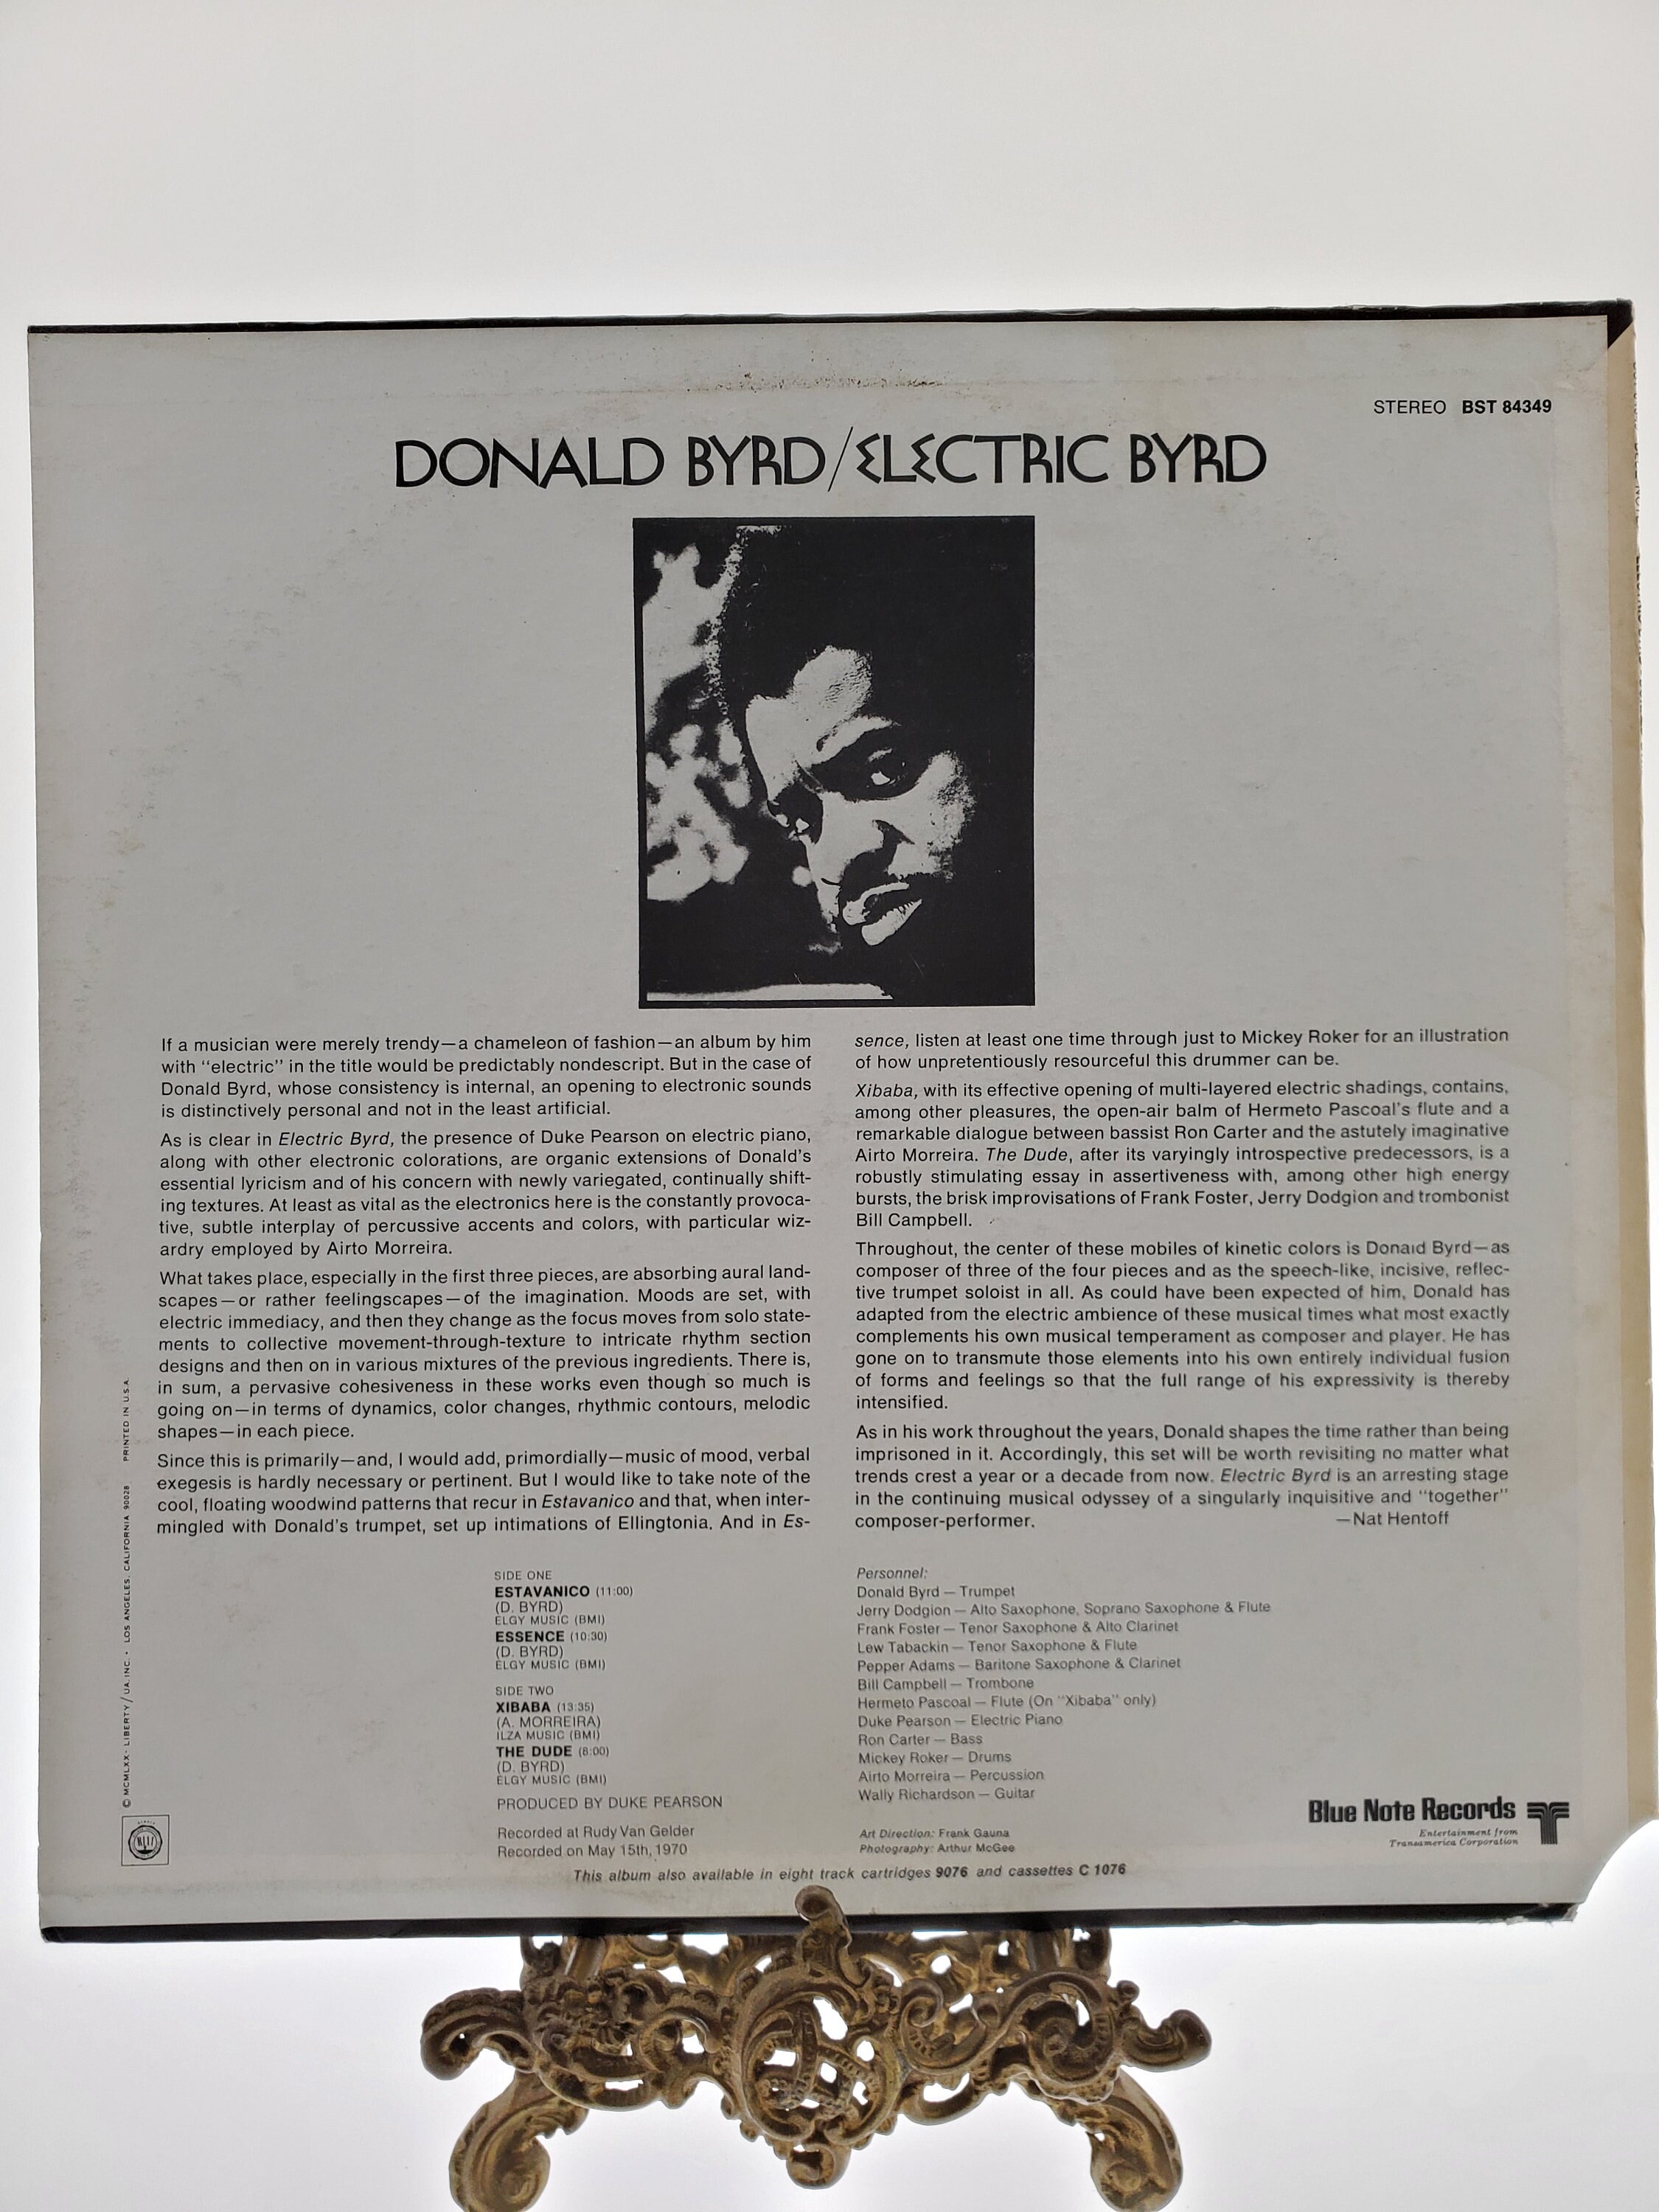 STEREO BST 84349
DONALD BYRD/ELECTRIC BYRD
If a musician were merely trendy—a chameleon of fashion—an album by him
with "electric" in the title would be predictably nondescript. But in the case of
Donald Byrd, whose consistency is internal, an opening to electronic sounds
is distinctively personal and not in the least artificial.
As is clear in Electric Byrd, the presence of Duke Pearson on electric piano,
along with other electronic colorations, are organic extensions of Donald's
essential lyricism and of his concern with newly variegated, continually shift-
ing textures. At least as vital as the electronics here is the constantly provoca-
tive, subtle interplay of percussive accents and colors, with particular wiz-
ardry employed by Airto Morreira.
What takes place, especially in the first three pieces, are absorbing aural land-
scapes—or rather feelingscapes—of the imagination. Moods are set, with
electric immediacy, and then they change as the focus moves from solo state-
ments to collective movement-through-texture to intricate rhythm section
designs and then on in various mixtures of the previous ingredients. There is,
in sum, a pervasive cohesiveness in these works even though so much is
going on—in terms of dynamics, color changes, rhythmic contours, melodic
shapes—in each piece.
Since this is primarily—and, I would add, primordially—music of mood, verbal
exegesis is hardly necessary or pertinent. But I would like to take note of the
cool, floating woodwind patterns that recur in Estavanico and that, when inter-
mingled with Donald's trumpet, set up intimations of Ellingtonia. And in Es-
sence, listen at least one time through just to Mickey Roker for an illustration
of how unpretentiously resourceful this drummer can be.
Xibaba, with its effective opening of multi-layered electric shadings, contains,
among other pleasures, the open-air balm of Hermeto Pascoal's flute and a
remarkable dialogue between bassist Ron Carter and the astutely imaginative
Airto Morreira. The Dude, after its varyingly introspective predecessors, is a
robustly stimulating essay in assertiveness with, among other high energy
bursts, the brisk improvisations of Frank Foster, Jerry Dodgion and trombonist
Bill Campbell.
Throughout, the center of these mobiles of kinetic colors is Donald Byrd—as
composer of three of the four pieces and as the speech-like, incisive, reflec-
tive trumpet soloist in all. As could have been expected of him, Donald has
adapted from the electric ambience of these musical times what most exactly
complements his own musical temperament as composer and player. He has
gone on to transmute those elements into his own entirely individual fusion
of forms and feelings so that the full range of his expressivity is thereby
intensified.
As in his work throughout the years, Donald shapes the time rather than being
imprisoned in it. Accordingly, this set will be worth revisiting no matter what
trends crest a year or a decade from now. Electric Byrd is an arresting stage
in the continuing musical odyssey of a singularly inquisitive and "together"
composer-performer. —Nat Hentoff
SIDE ONE
ESTAVANICO (11:00)
(D. BYRD)
ELGY MUSIC (BMI)
ESSENCE (10:30)
(D. BYRD)
ELGY MUSIC (BMI)
SIDE TWO
XIBABA (13:35)
(A. MORREIRA)
ILZA MUSIC (BMI)
THE DUDE (8:00)
(D. BYRD)
ELGY MUSIC (BMI)
PRODUCED BY DUKE PEARSON
Recorded at Rudy Van Gelder
Recorded on May 15th, 1970
Personnel:
Donald Byrd — Trumpet
Jerry Dodgion — Alto Saxophone, Soprano Saxophone & Flute
Frank Foster — Tenor Saxophone & Alto Clarinet
Lew Tabackin — Tenor Saxophone & Flute
Pepper Adams — Baritone Saxophone & Clarinet
Bill Campbell — Trombone
Hermeto Pascoal — Flute (On "Xibaba" only)
Duke Pearson — Electric Piano
Ron Carter — Bass
Mickey Roker — Drums
Airto Morreira — Percussion
Wally Richardson — Guitar
Art Direction: Frank Gauna
Photography: Arthur McGee
Blue Note Records
Entertainment from
Transamerica Corporation
This album also available in eight track cartridges 9076 and cassettes C 1076
© MCMLXX • LIBERTY/UA, INC. • LOS ANGELES, CALIFORNIA 90028 PRINTED IN U.S.A.